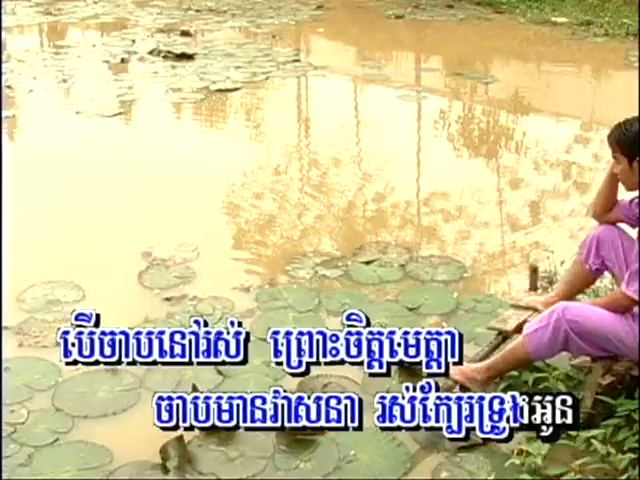 បើចាបនៅរស់ ព្រោះចិត្តមេត្តា
ចាបមានវាសនា រស់ក្បែរទ្រូងអូន